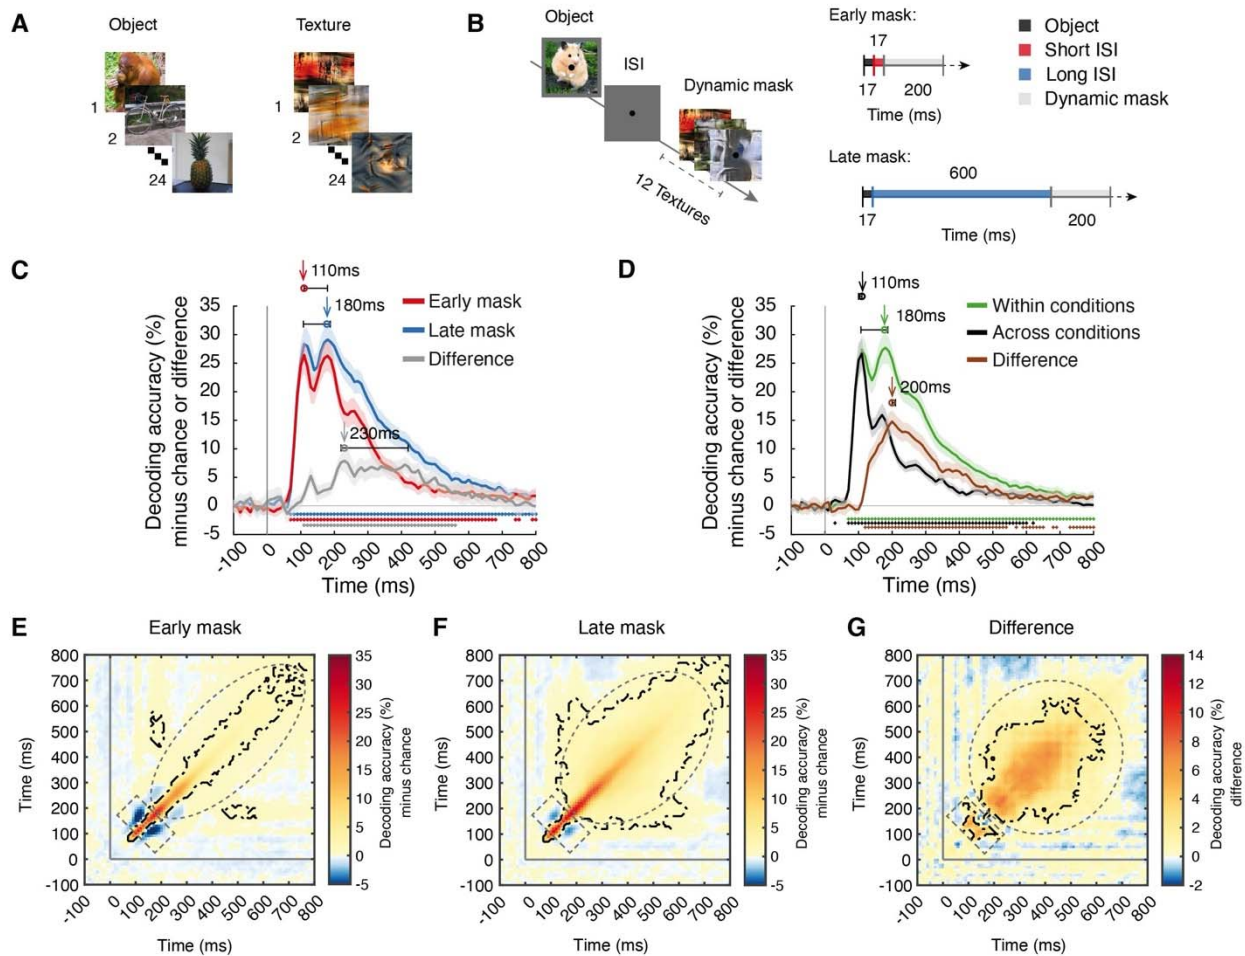 A
Object
Texture
1
2
24
1
2
24
B
Object
ISI
Dynamic mask
12 Textures
Early mask:
17
17
200
Time (ms)
Late mask:
600
17
200
Time (ms)
Object
Short ISI
Long ISI
Dynamic mask
C
110ms
180ms
230ms
Early mask
Late mask
Difference
Decoding accuracy (%)
minus chance or difference
35
30
25
20
15
10
5
0
-5
-100
0
100
200
300
400
500
600
700
800
Time (ms)
D
110ms
180ms
200ms
Within conditions
Across conditions
Difference
Decoding accuracy (%)
minus chance or difference
35
30
25
20
15
10
5
0
-5
-100
0
100
200
300
400
500
600
700
800
Time (ms)
E
Early mask
Time (ms)
800
700
600
500
400
300
200
100
0
-100
-100
0
100
200
300
400
500
600
700
800
Time (ms)
35
30
25
20
15
10
5
0
-5
Decoding accuracy (%)
minus chance
F
Late mask
Time (ms)
800
700
600
500
400
300
200
100
0
-100
-100
0
100
200
300
400
500
600
700
800
Time (ms)
35
30
25
20
15
10
5
0
-5
Decoding accuracy (%)
minus chance
G
Difference
Time (ms)
800
700
600
500
400
300
200
100
0
-100
-100
0
100
200
300
400
500
600
700
800
Time (ms)
14
12
10
8
6
4
2
0
-2
Decoding accuracy (%)
difference